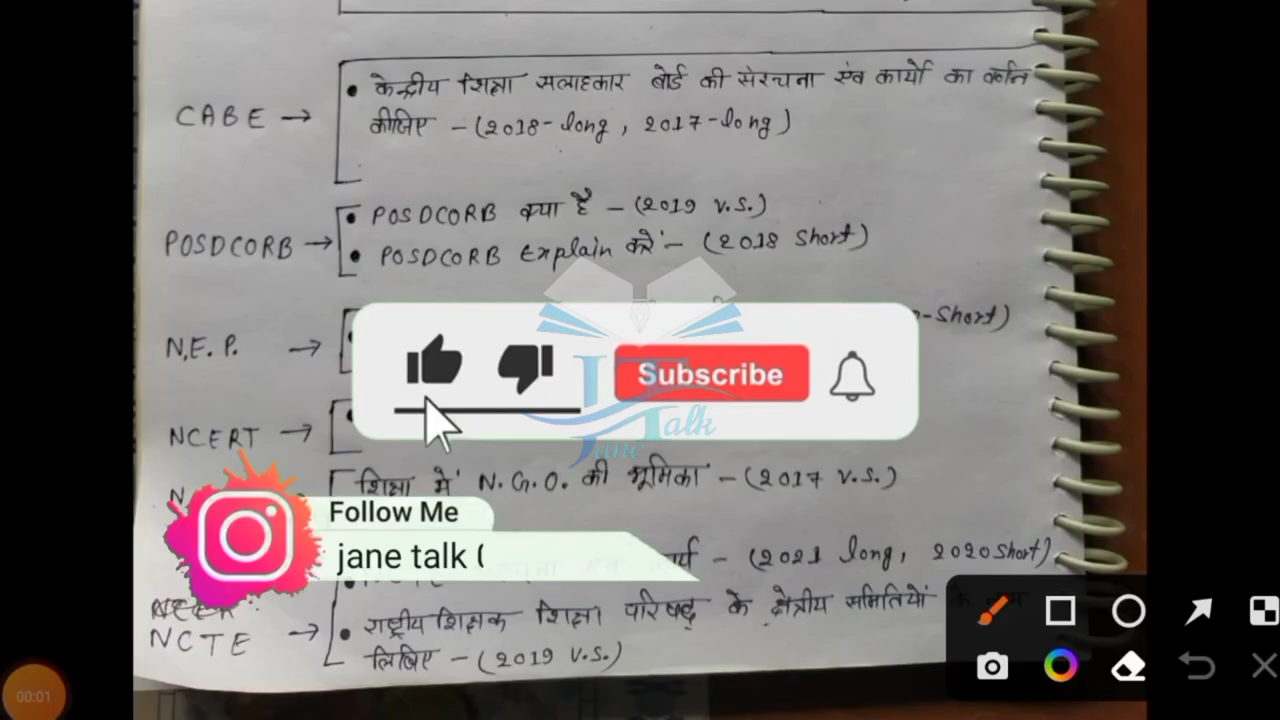 CABE →
• केन्द्रीय शिक्षा सलाहकार बोर्ड की संरचना एंव कार्यो का वर्णन
कीजिए - (2018- long , 2017-long)
POSDCORB →
• POSDCORB क्या है - (2019 V.S.)
• POSDCORB Explain करें - (2018 Short)
N.E.P. →
-Short)
Subscribe
NCERT →
Talk
Jane
शिक्षा में N.G.O. की भूमिका - (2017 V.S.)
Follow Me
jane talk
- (2021 long, 2020 Short)
NCTE →
• राष्ट्रीय शिक्षक शिक्षा परिषद् के क्षेत्रीय समितियों
लिखिए - (2019 V.S.)
00:01